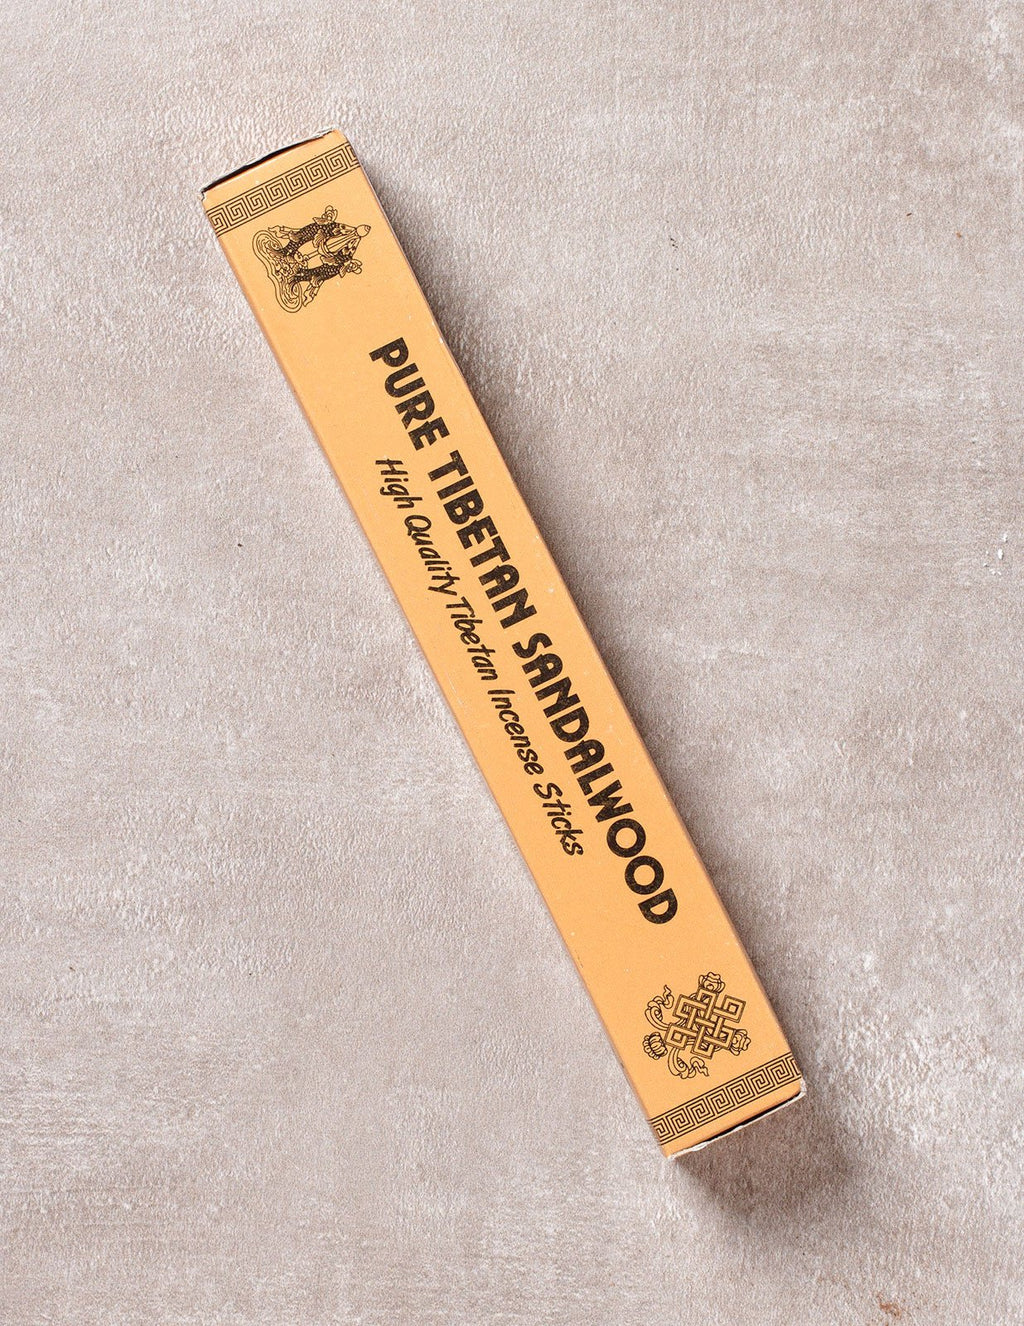 PURE TIBETAN SANDALWOOD
High Quality Tibetan Incense Sticks